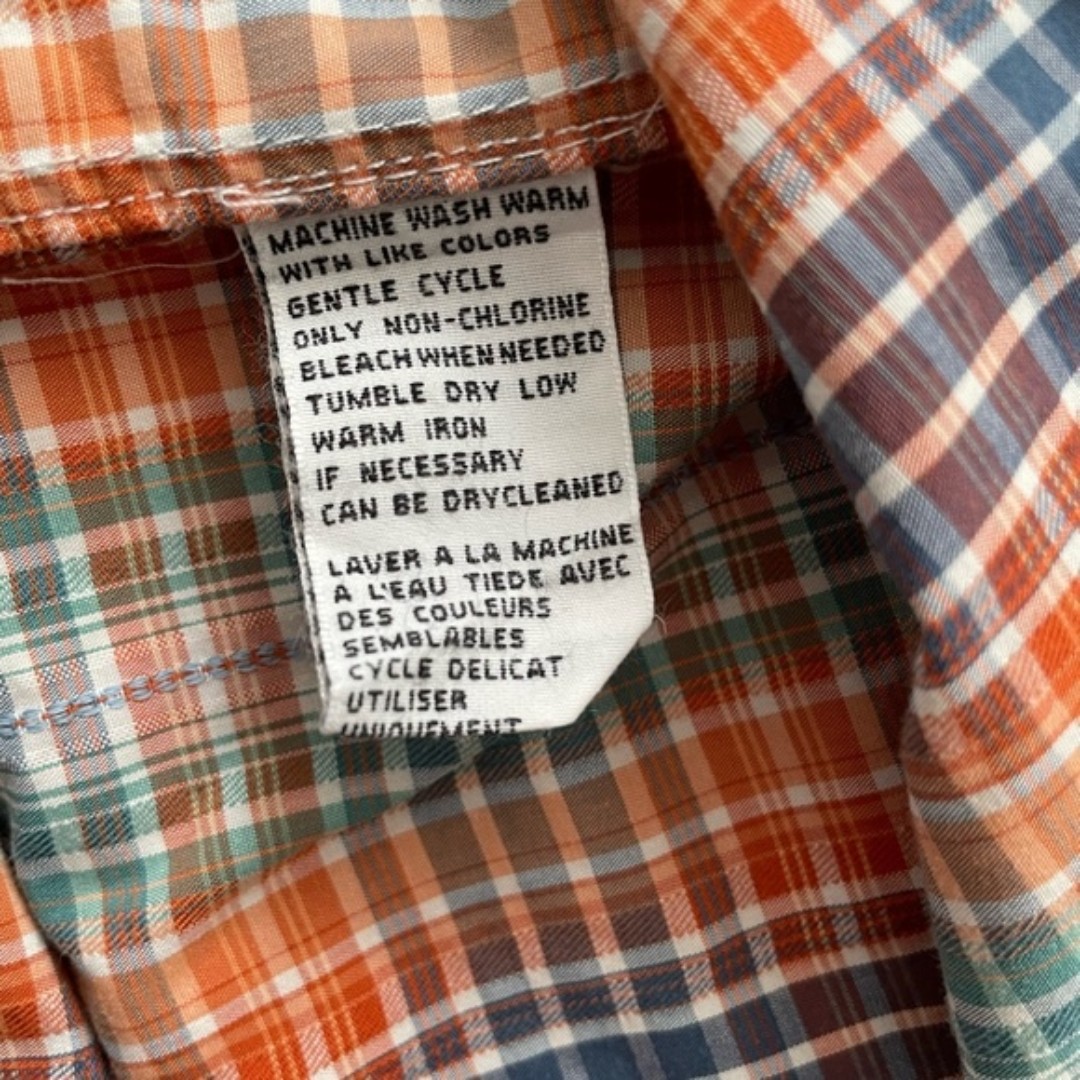 MACHINE WASH WARM
WITH LIKE COLORS
GENTLE CYCLE
ONLY NON-CHLORINE
BLEACH WHEN NEEDED
TUMBLE DRY LOW
WARM IRON
IF NECESSARY
CAN BE DRYCLEANED
LAVER A LA MACHINE
A L'EAU TIEDE AVEC
DES COULEURS
SEMBLABLES
CYCLE DELICAT
UTILISER
UNIQUEMENT